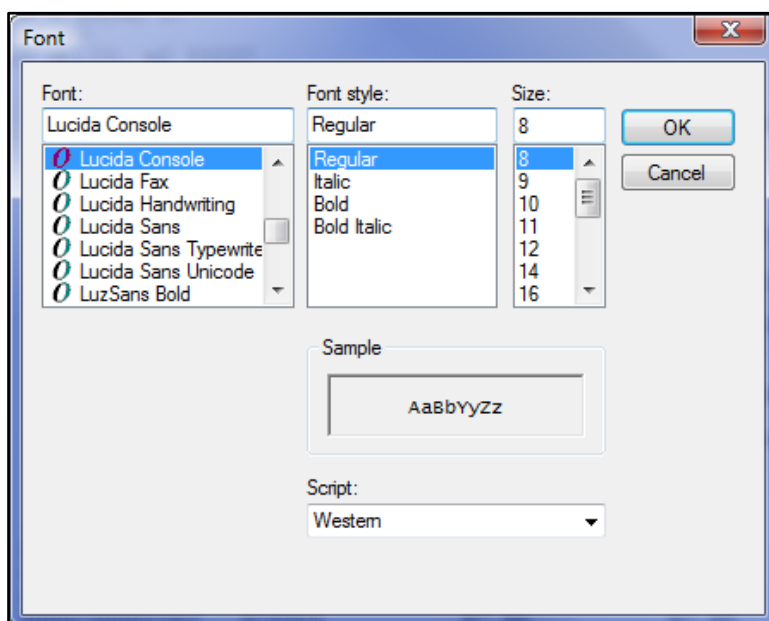 Font
Font:
Font style:
Size:
Lucida Console
Regular
8
OK
Cancel
Lucida Console
Lucida Fax
Lucida Handwriting
Lucida Sans
Lucida Sans Typewrite
Lucida Sans Unicode
LuzSans Bold
Regular
Italic
Bold
Bold Italic
8
9
10
11
12
14
16
Sample
AaBbYyZz
Script:
Western